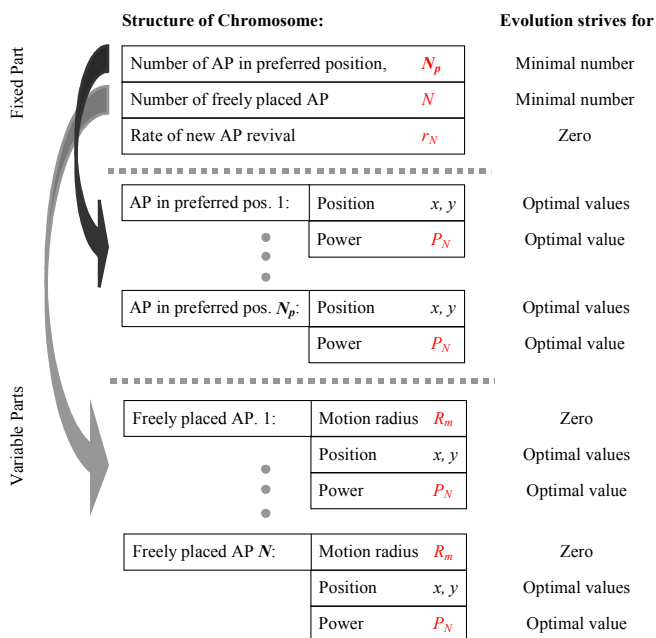 Structure of Chromosome: Evolution strives for
Fixed Part
Number of AP in preferred position, Np Minimal number
Number of freely placed AP N Minimal number
Rate of new AP revival rN Zero
AP in preferred pos. 1: Position x, y Optimal values
Power PN Optimal value
AP in preferred pos. Np: Position x, y Optimal values
Power PN Optimal value
Variable Parts
Freely placed AP. 1: Motion radius Rm Zero
Position x, y Optimal values
Power PN Optimal value
Freely placed AP N: Motion radius Rm Zero
Position x, y Optimal values
Power PN Optimal value